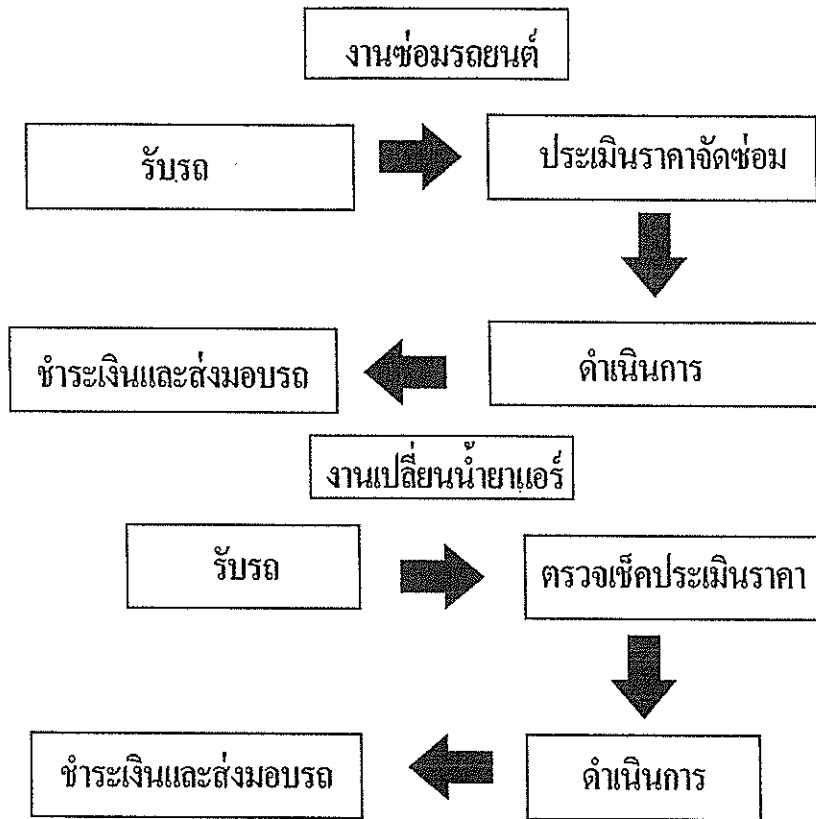 งานซ่อมรถยนต์
รับรถ
ประเมินราคาจัดซ่อม
ชำระเงินและส่งมอบรถ
ดำเนินการ
งานเปลี่ยนน้ำยาแอร์
รับรถ
ตรวจเช็คประเมินราคา
ชำระเงินและส่งมอบรถ
ดำเนินการ